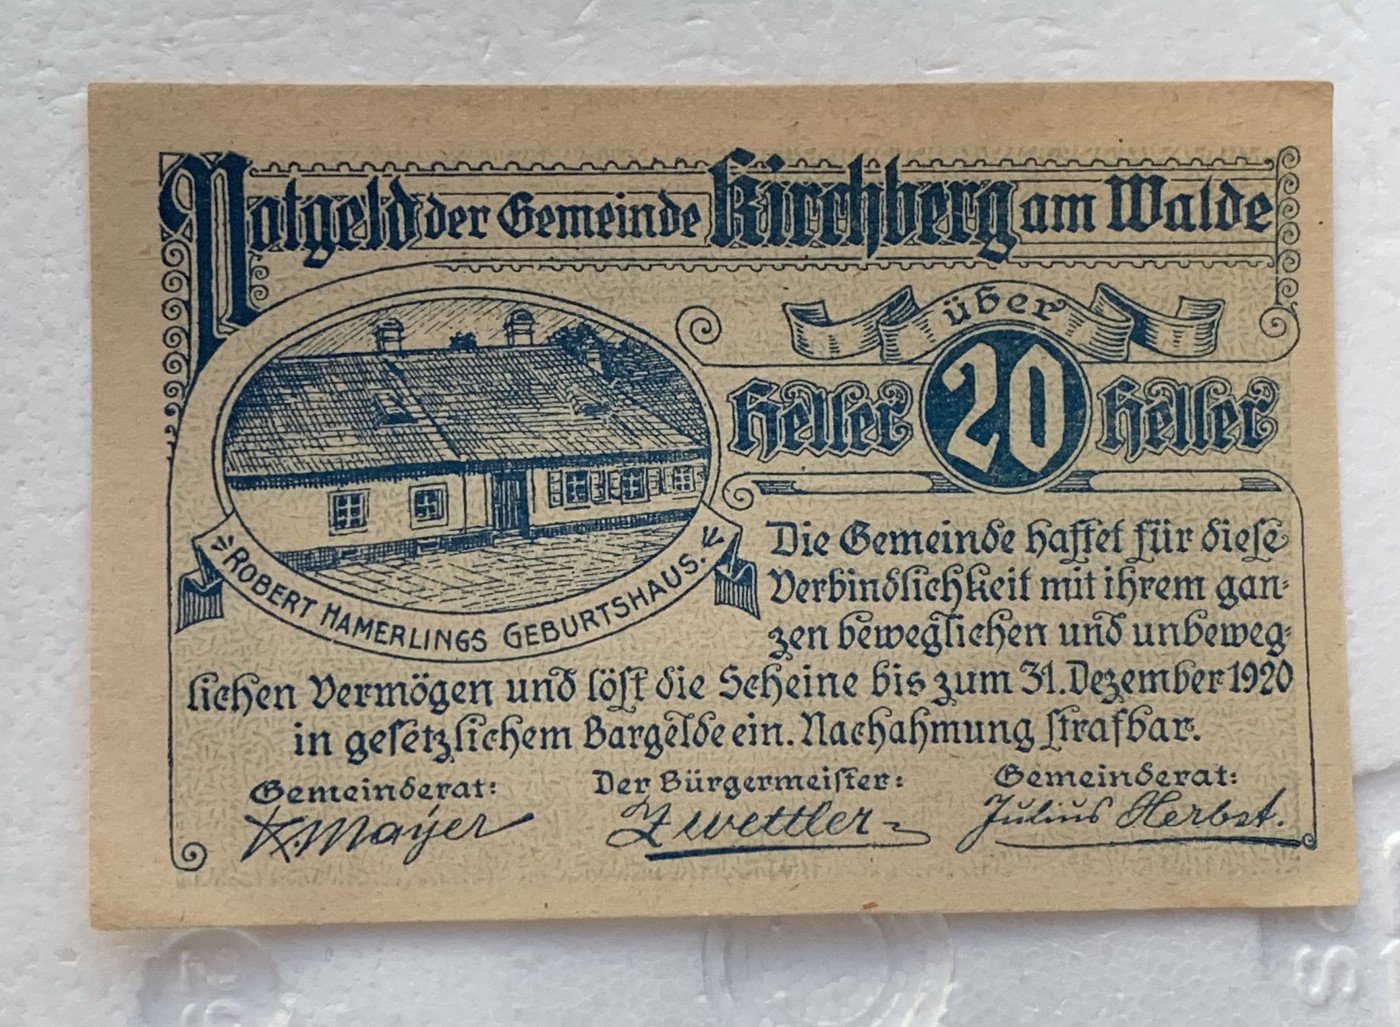 Notgeld der Gemeinde Kirchberg am Walde
über
Heller 20 Heller
ROBERT HAMERLINGS GEBURTSHAUS.
Die Gemeinde haftet für diese
Verbindlichkeit mit ihrem gan-
zen beweglichen und unbeweg-
lichen Vermögen und löst die Scheine bis zum 31. Dezember 1920
in gesetzlichem Bargelde ein. Nachahmung strafbar.
Gemeinderat: Der Bürgermeister: Gemeinderat:
K. Mayer Zwettler Julius Herbst.